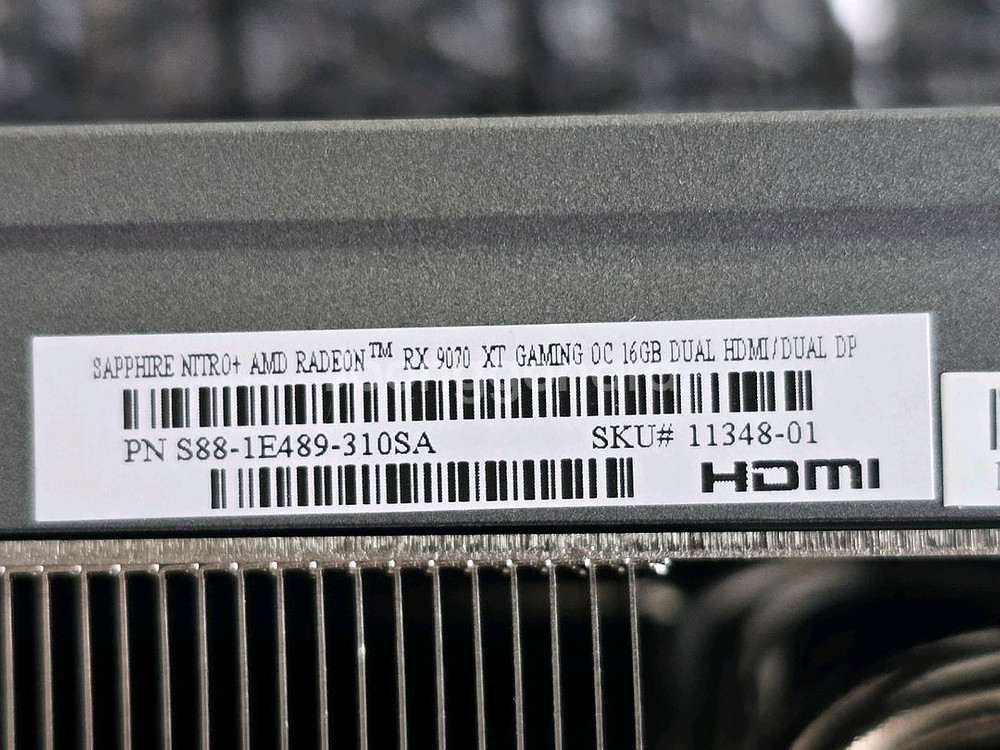 SAPPHIRE NITRO+ AMD RADEON™ RX 9070 XT GAMING OC 16GB DUAL HDMI/DUAL DP
PN S88-1E489-310SA SKU# 11348-01
HDMI